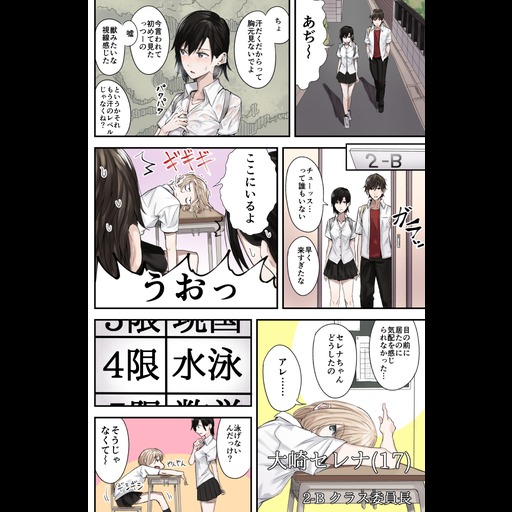 あぢ〜
ちょ
汗だくだからって
胸元見ないでよ
今言われて
初めて見た
っつーの
嘘
獣みたいな
視線感じた
というかそれ
もう汗のレベル
じゃなくね?
パタパタ
2-B
ガラッ
チューッス…
って誰もいない
早く
来すぎたな
ギギギ
ここにいるよ
うおっ
目の前に
居たのに
気配を感じ
られなかった…
セレナちゃん
どうしたの
アレ……
大崎セレナ(17)
2-B クラス委員長
4限 水泳
泳げない
んだっけ?
そうじゃ
なくて〜